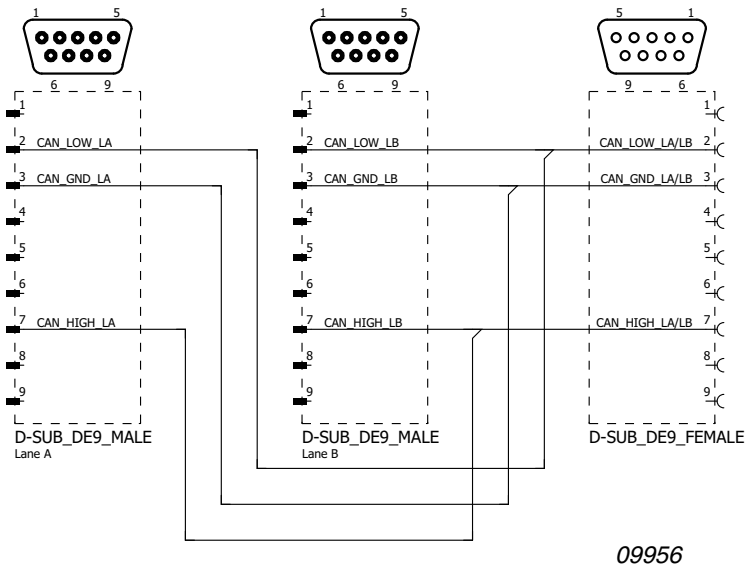 1 5
1 5
5 1
6 9
6 9
9 6
1
1
1
2 CAN_LOW_LA
2 CAN_LOW_LB
CAN_LOW_LA/LB 2
3 CAN_GND_LA
3 CAN_GND_LB
CAN_GND_LA/LB 3
4
4
4
5
5
5
6
6
6
7 CAN_HIGH_LA
7 CAN_HIGH_LB
CAN_HIGH_LA/LB 7
8
8
8
9
9
9
D-SUB_DE9_MALE
Lane A
D-SUB_DE9_MALE
Lane B
D-SUB_DE9_FEMALE
09956